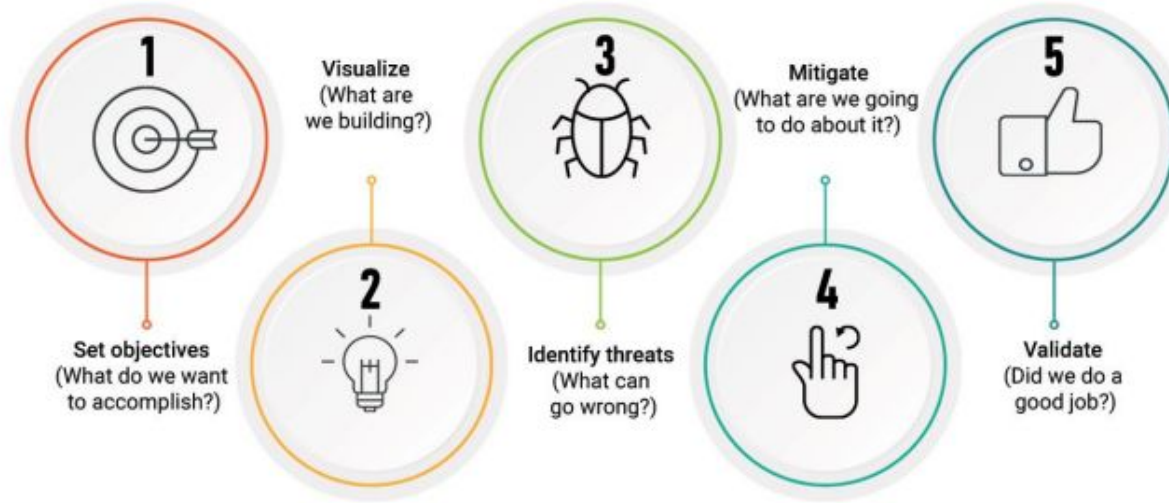 1
Set objectives
(What do we want
to accomplish?)
Visualize
(What are
we building?)
2
3
Identify threats
(What can
go wrong?)
Mitigate
(What are we going
to do about it?)
4
5
Validate
(Did we do a
good job?)